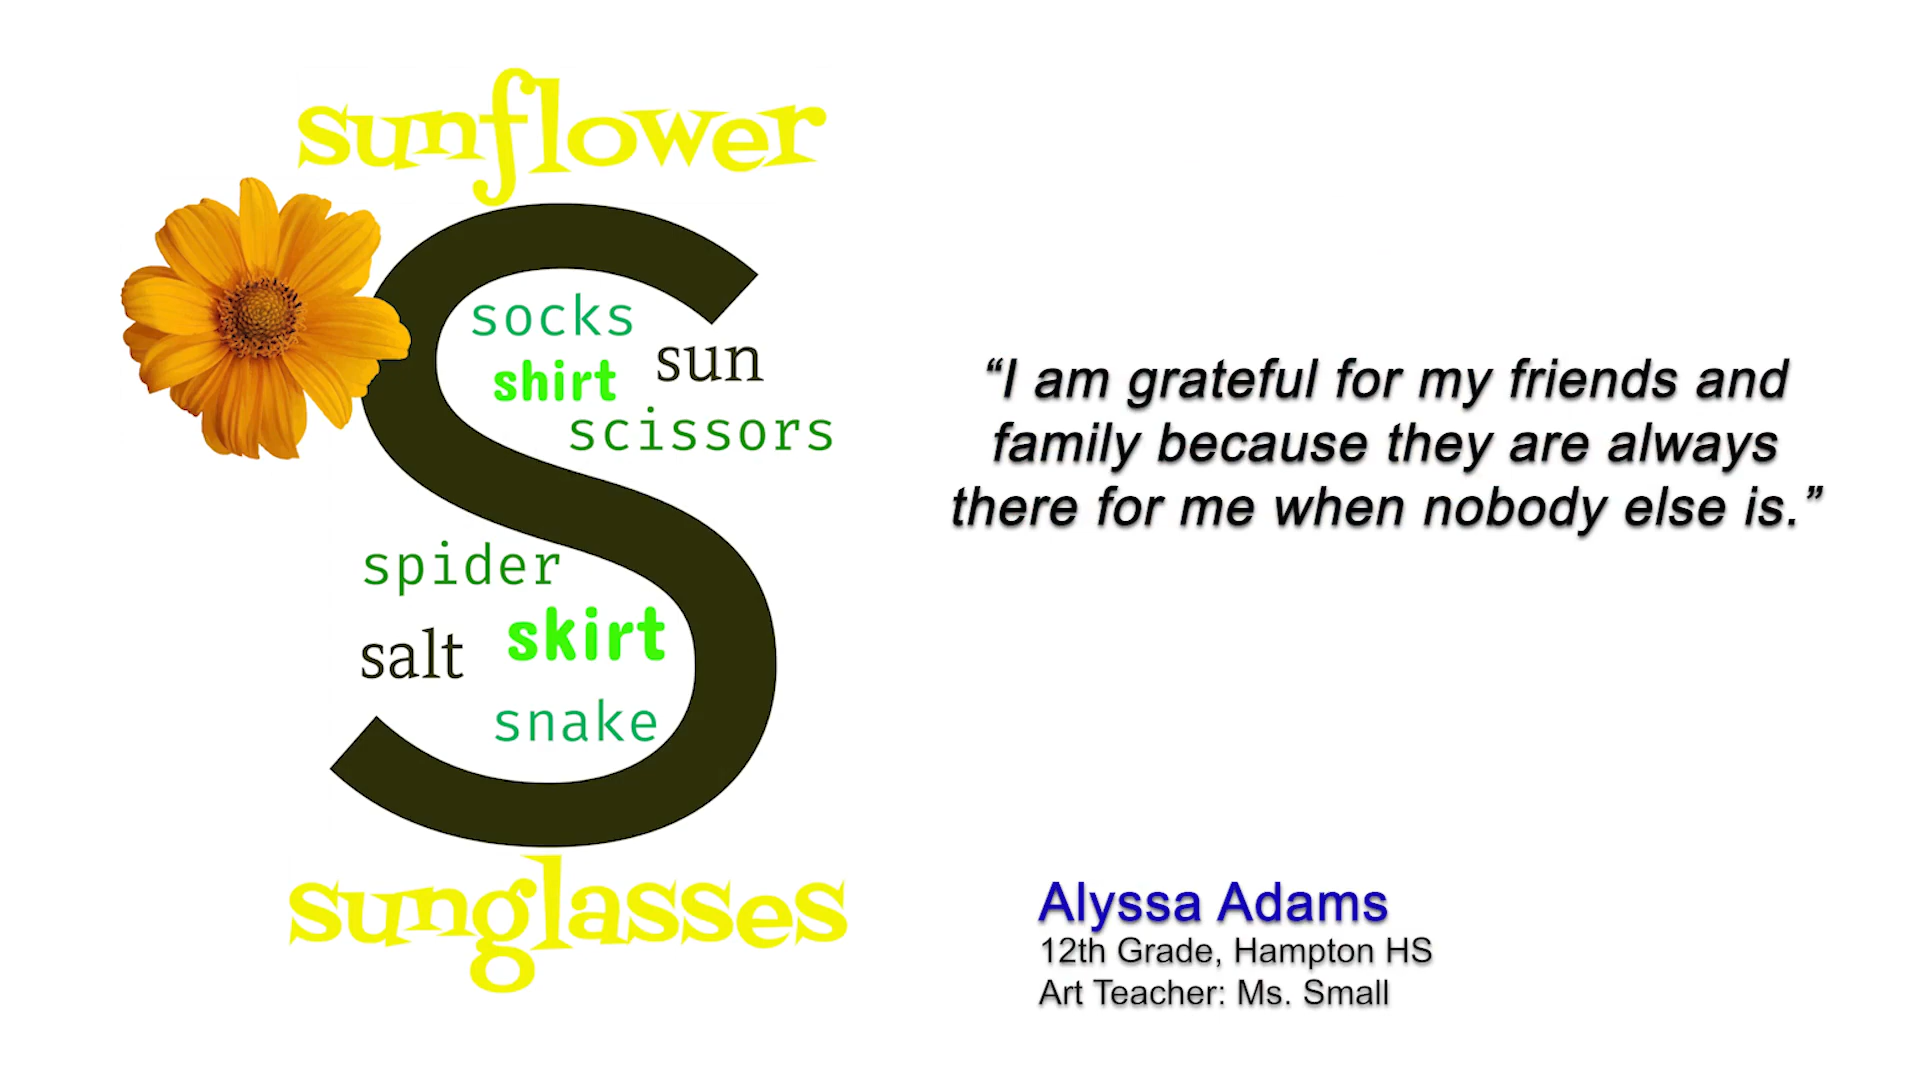 sunflower
S
socks
sun
shirt
scissors
spider
skirt
salt
snake
sunglasses
“I am grateful for my friends and
family because they are always
there for me when nobody else is.”
Alyssa Adams
12th Grade, Hampton HS
Art Teacher: Ms. Small